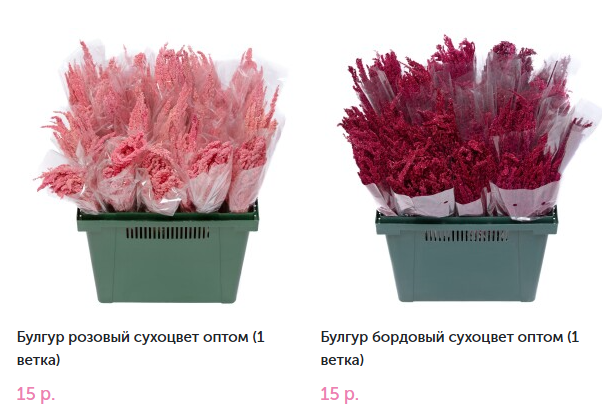 Булгур розовый сухоцвет оптом (1
ветка)
15 р.
Булгур бордовый сухоцвет оптом (1
ветка)
15 р.